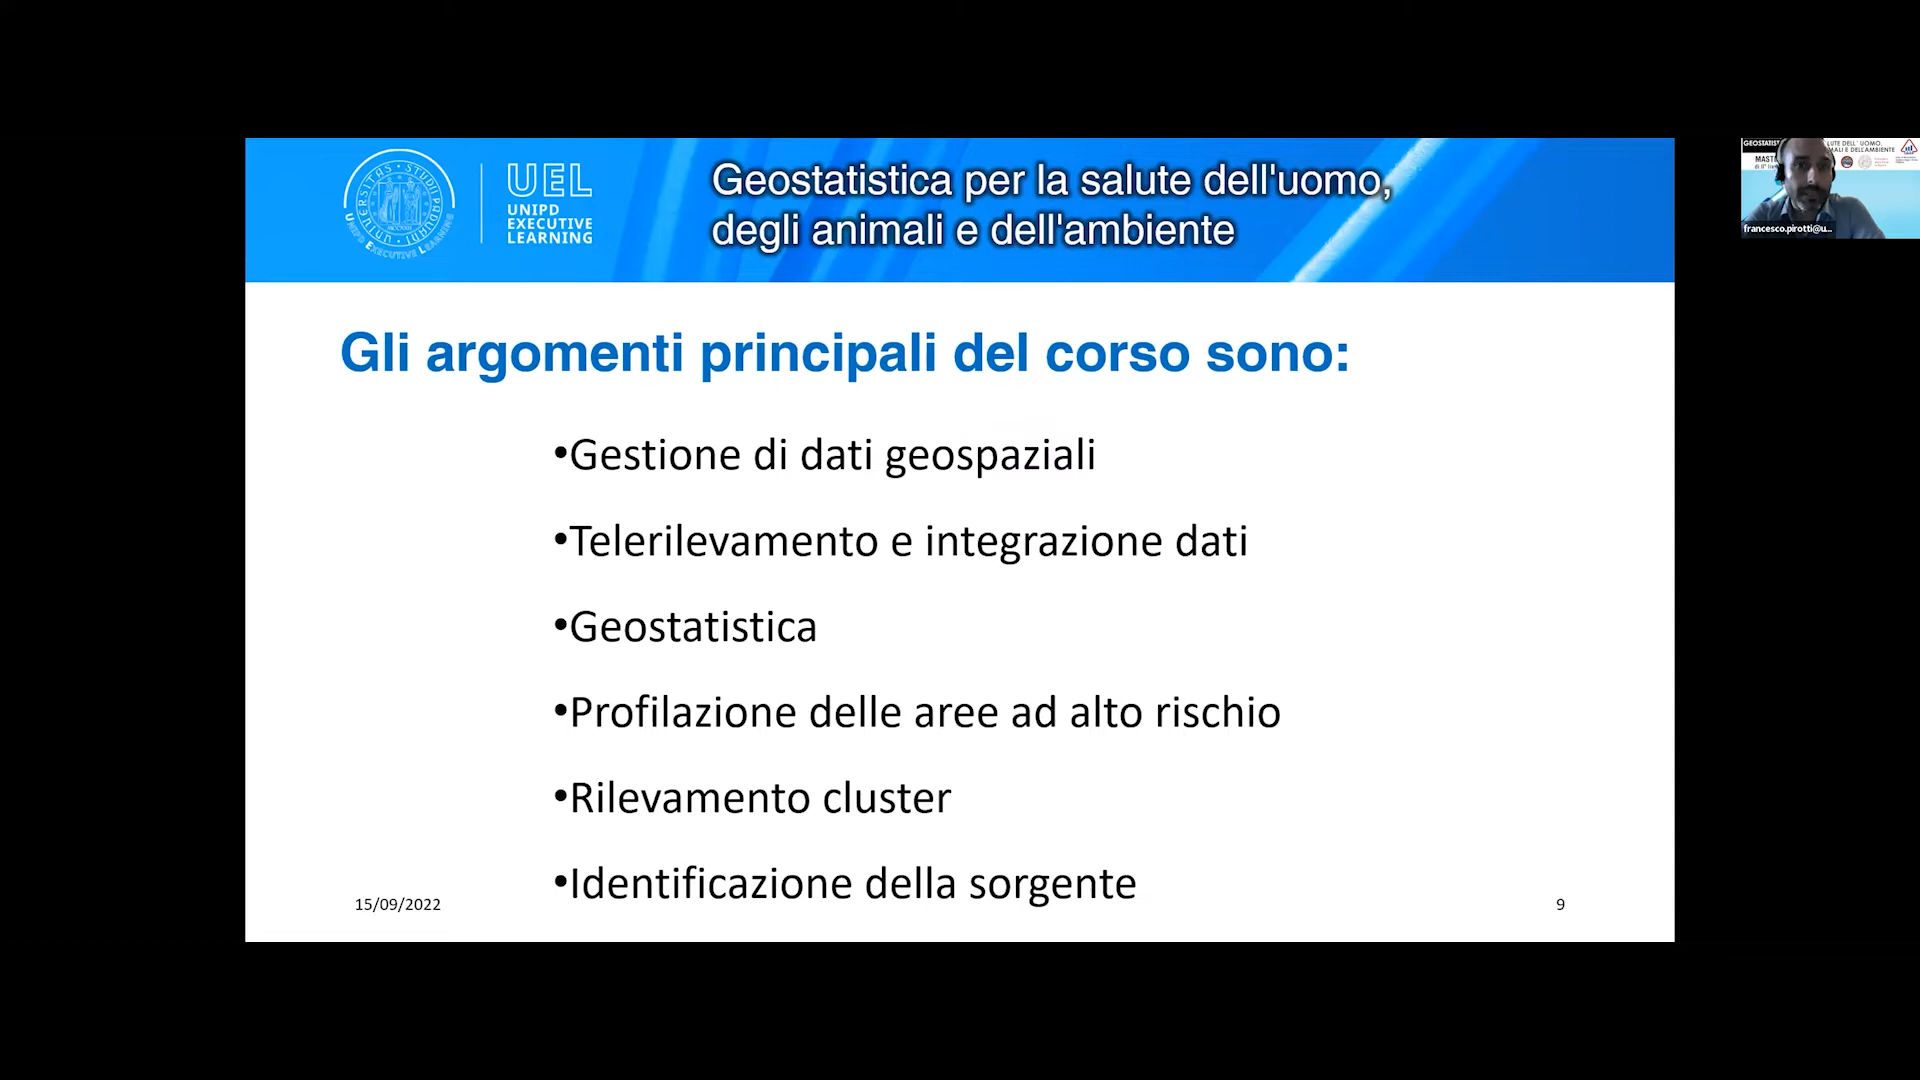 UEL
UNIPD
EXECUTIVE
LEARNING
Geostatistica per la salute dell'uomo,
degli animali e dell'ambiente
Gli argomenti principali del corso sono:
•Gestione di dati geospaziali
•Telerilevamento e integrazione dati
•Geostatistica
•Profilazione delle aree ad alto rischio
•Rilevamento cluster
•Identificazione della sorgente
15/09/2022
9
francesco.pirotti@u...